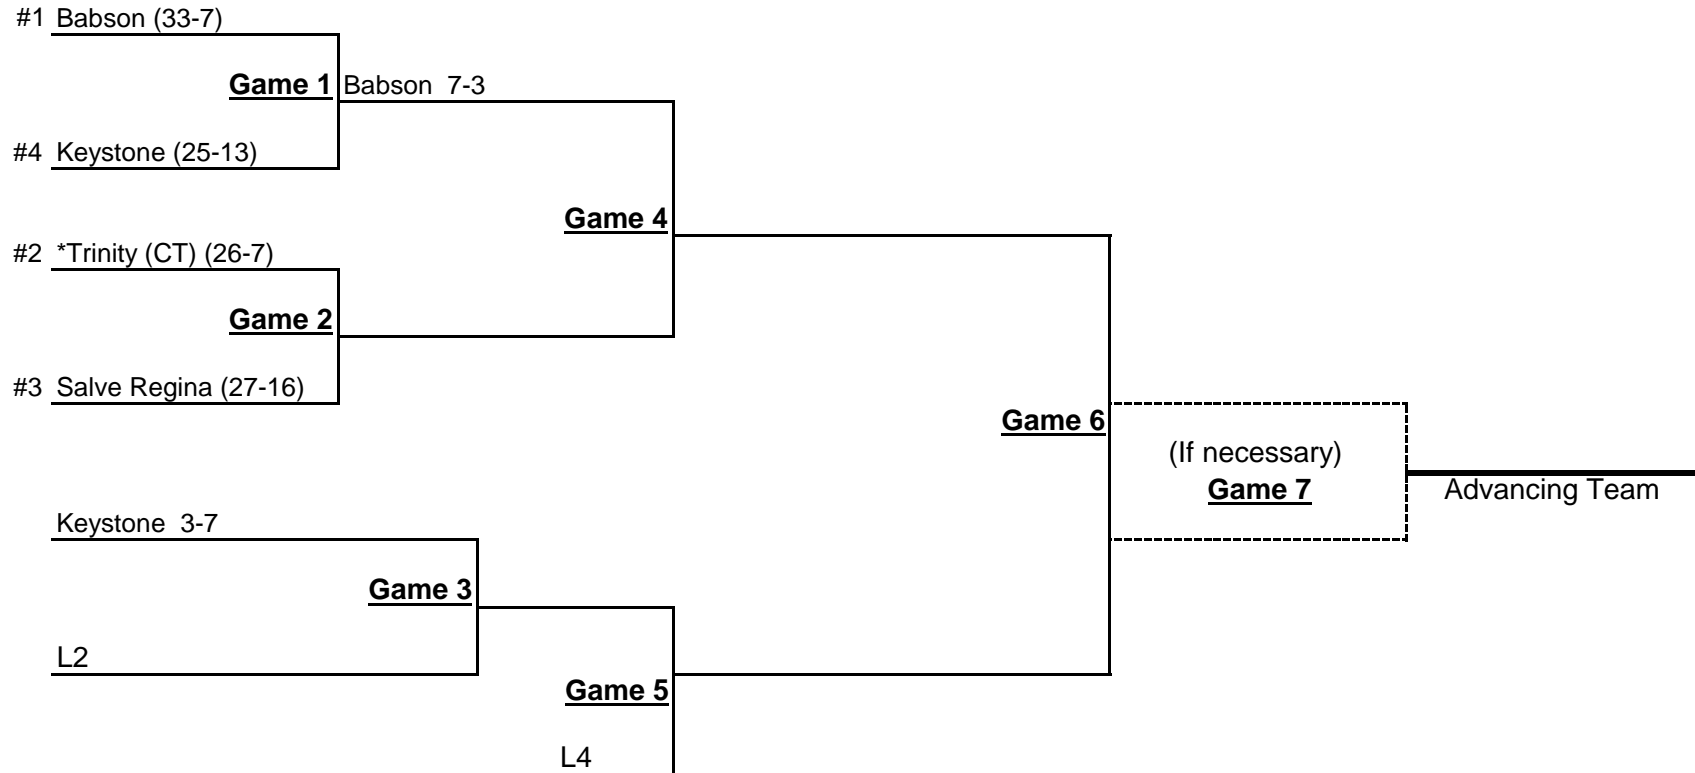 #1 Babson (33-7)
Game 1 Babson 7-3
#4 Keystone (25-13)
Game 4
#2 *Trinity (CT) (26-7)
Game 2
#3 Salve Regina (27-16)
Game 6
(If necessary)
Game 7
Advancing Team
Keystone 3-7
Game 3
L2
Game 5
L4